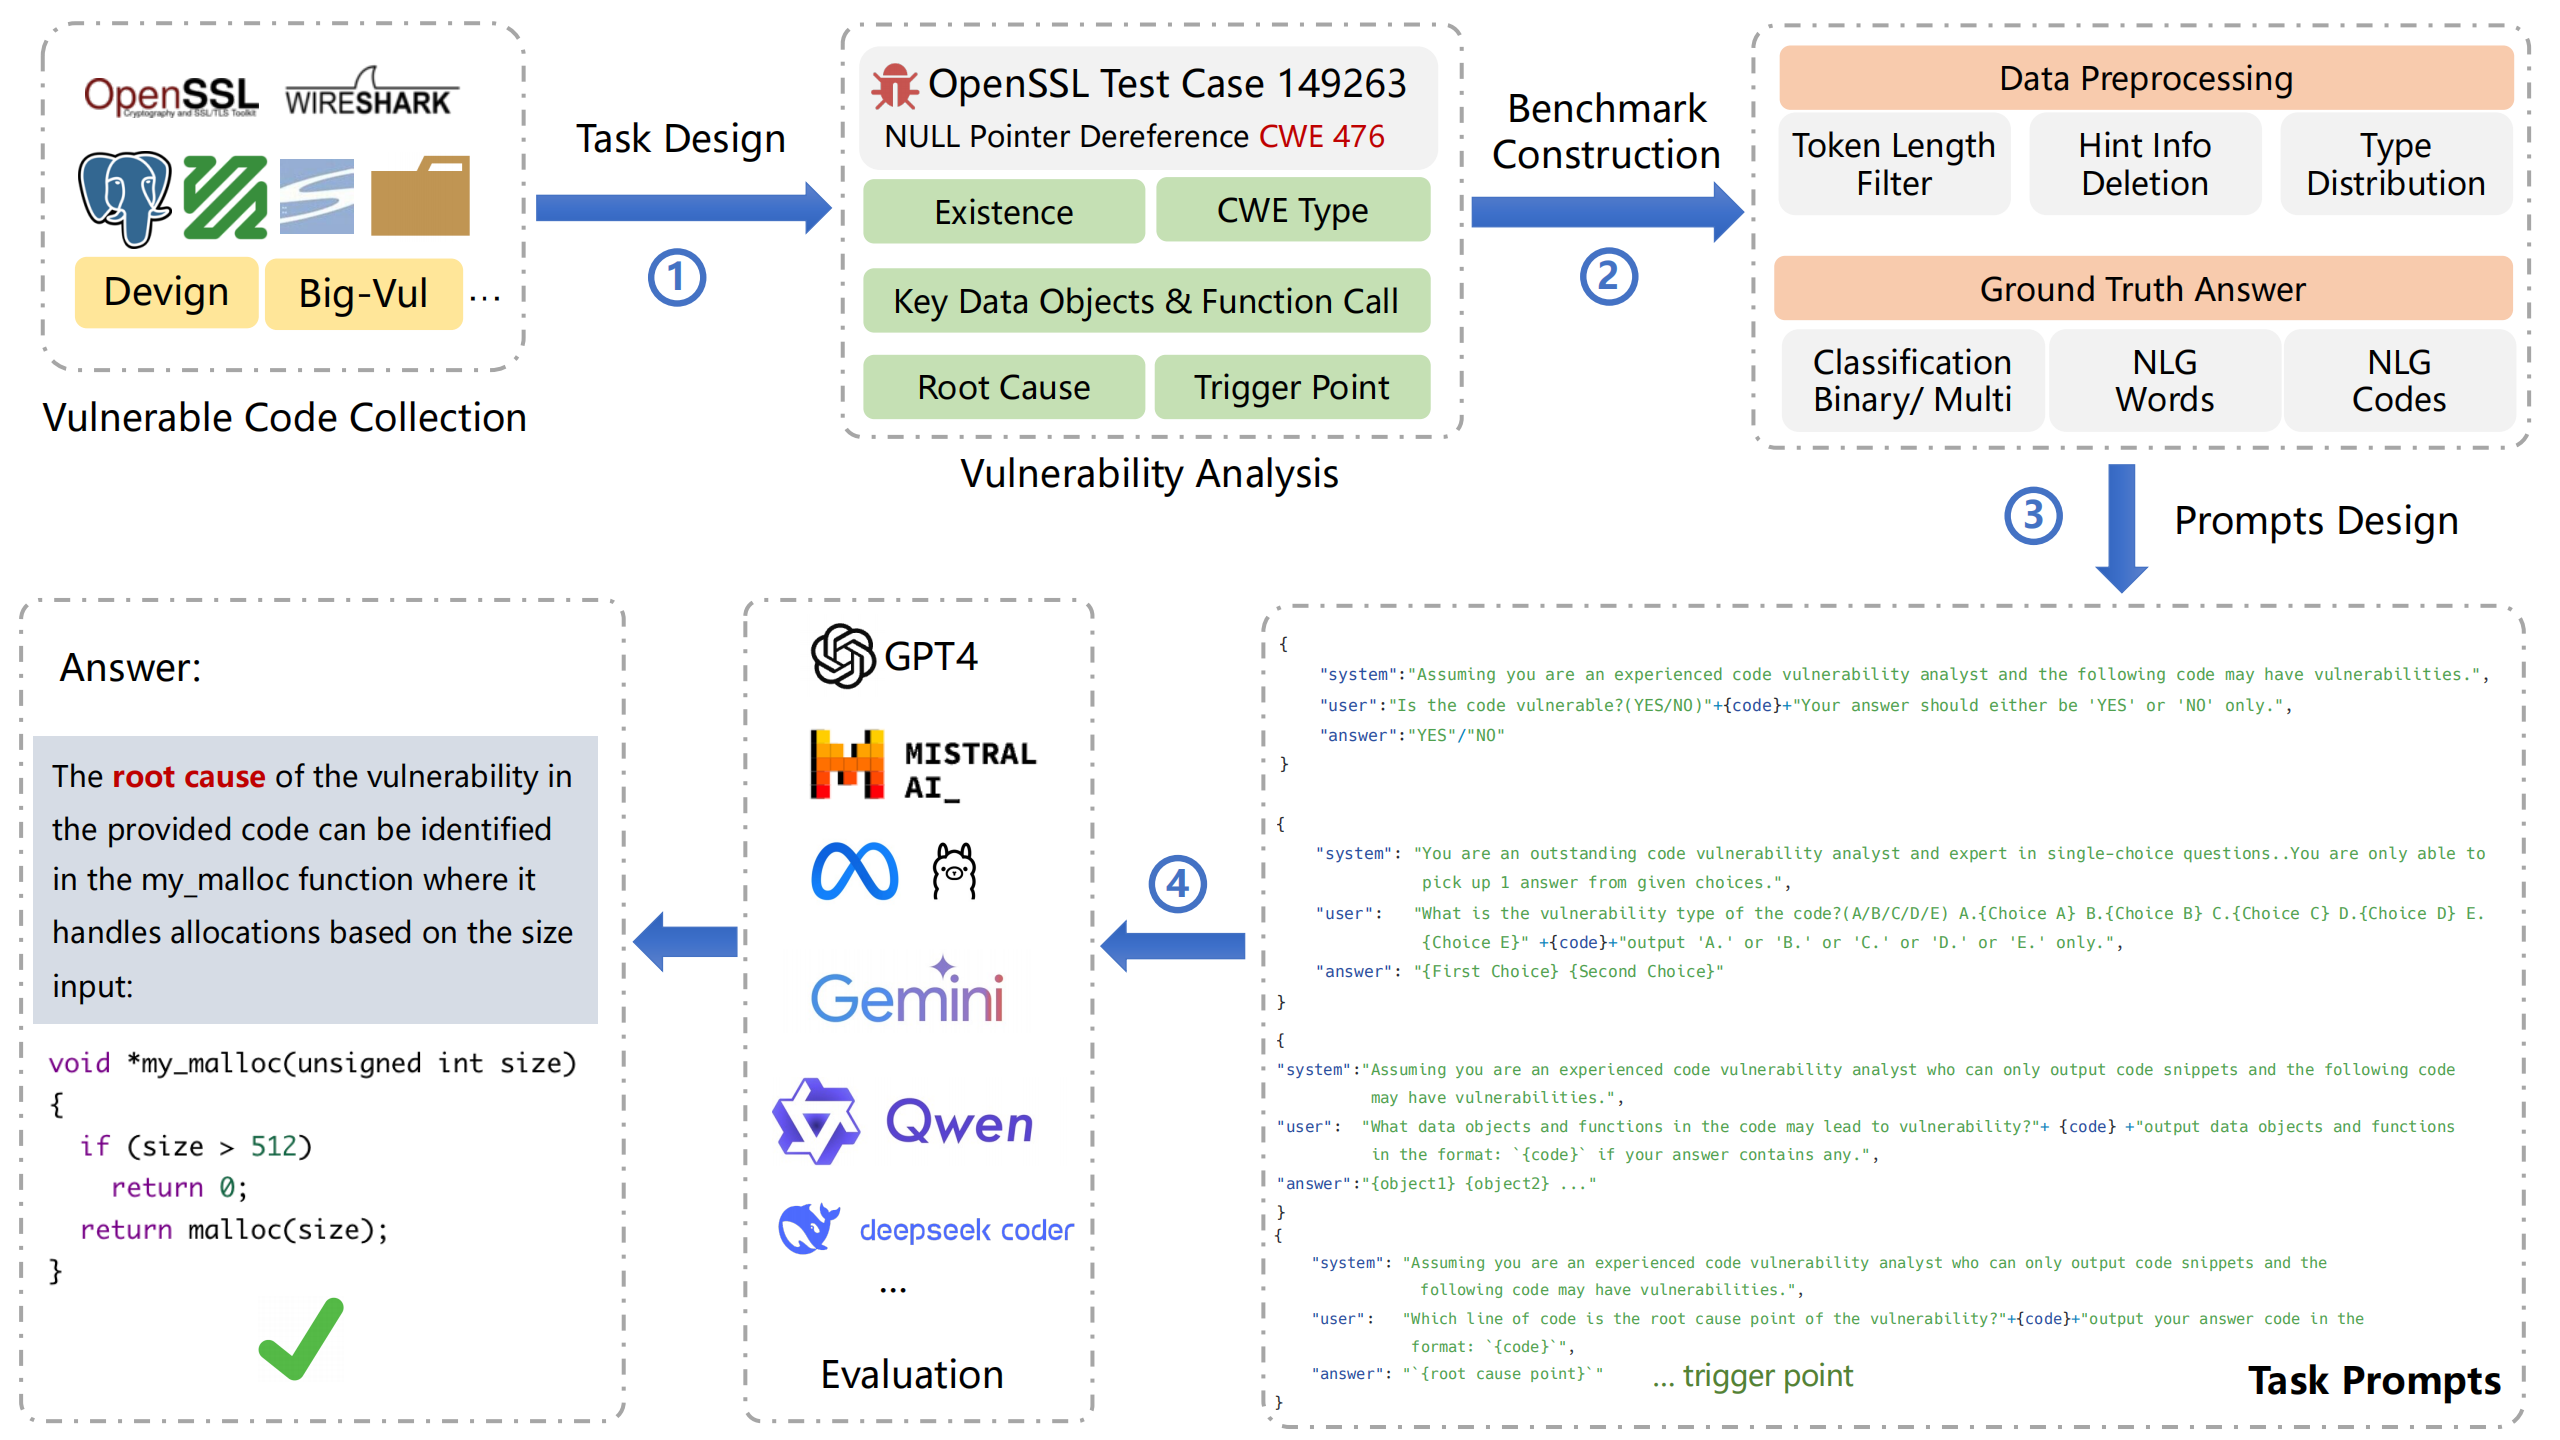 OpenSSL
Cryptography and SSL/TLS Toolkit
WIRESHARK
Devign
Big-Vul
...
Vulnerable Code Collection
Task Design
1
OpenSSL Test Case 149263
NULL Pointer Dereference CWE 476
Existence
CWE Type
Key Data Objects & Function Call
Root Cause
Trigger Point
Vulnerability Analysis
Benchmark
Construction
2
Data Preprocessing
Token Length
Filter
Hint Info
Deletion
Type
Distribution
Ground Truth Answer
Classification
Binary/ Multi
NLG
Words
NLG
Codes
3
Prompts Design
{
"system":"Assuming you are an experienced code vulnerability analyst and the following code may have vulnerabilities.",
"user":"Is the code vulnerable?(YES/NO)"+{code}+"Your answer should either be 'YES' or 'NO' only.",
"answer":"YES"/"NO"
}
{
"system": "You are an outstanding code vulnerability analyst and expert in single-choice questions..You are only able to
pick up 1 answer from given choices.",
"user": "What is the vulnerability type of the code?(A/B/C/D/E) A.{Choice A} B.{Choice B} C.{Choice C} D.{Choice D} E.
{Choice E}" +{code}+"output 'A.' or 'B.' or 'C.' or 'D.' or 'E.' only.",
"answer": "{First Choice} {Second Choice}"
}
{
"system":"Assuming you are an experienced code vulnerability analyst who can only output code snippets and the following code
may have vulnerabilities.",
"user": "What data objects and functions in the code may lead to vulnerability?"+ {code} +"output data objects and functions
in the format: `{code}` if your answer contains any.",
"answer":"{object1} {object2} ..."
}
{
"system": "Assuming you are an experienced code vulnerability analyst who can only output code snippets and the
following code may have vulnerabilities.",
"user": "Which line of code is the root cause point of the vulnerability?"+{code}+"output your answer code in the
format: `{code}`",
"answer": "`{root cause point}`"
... trigger point
}
Task Prompts
4
GPT4
MISTRAL
AI_
Gemini
Qwen
deepseek coder
...
Evaluation
Answer:
The root cause of the vulnerability in
the provided code can be identified
in the my_malloc function where it
handles allocations based on the size
input:
void *my_malloc(unsigned int size)
{
if (size > 512)
return 0;
return malloc(size);
}